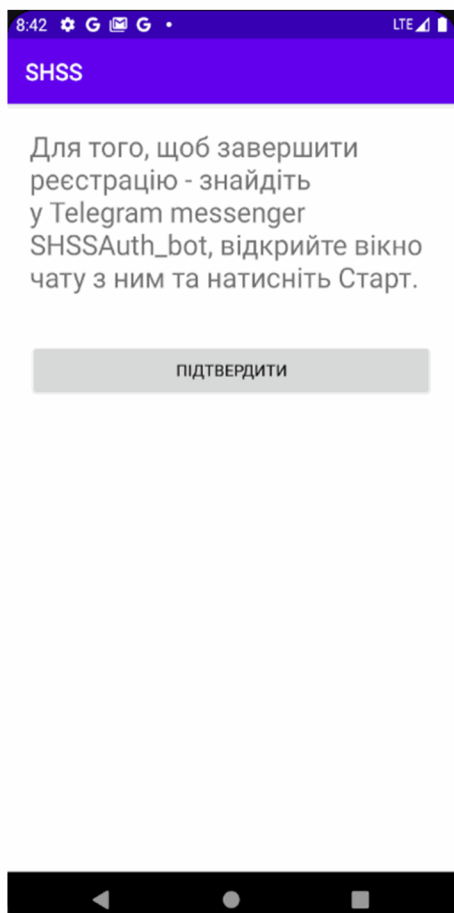 8:42
LTE
SHSS
Для того, щоб завершити
реєстрацію - знайдіть
у Telegram messenger
SHSSAuth_bot, відкрийте вікно
чату з ним та натисніть Старт.
ПІДТВЕРДИТИ